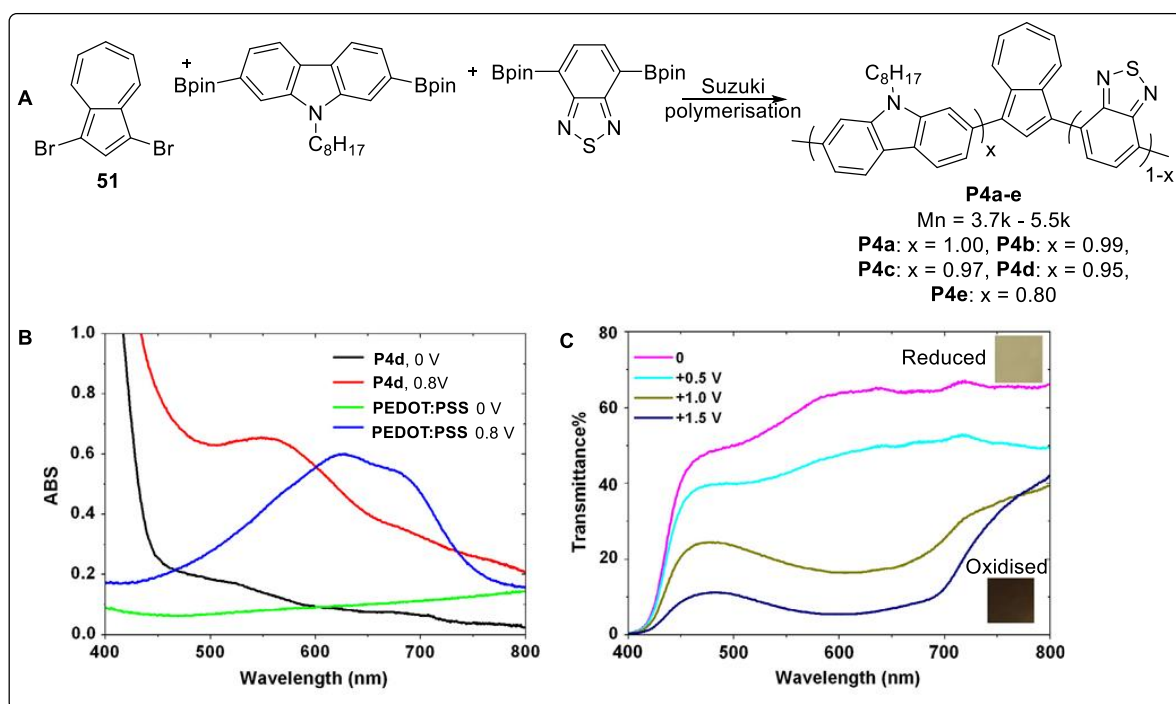 A
Br
Br
51
+
BpinBpin
N
C8H17
+
Bpin
Bpin
N
N
S
Suzuki
polymerisation
C8H17
N
x
N
S
N
1-x
P4a-e
Mn = 3.7k - 5.5k
P4a: x = 1.00, P4b: x = 0.99,
P4c: x = 0.97, P4d: x = 0.95,
P4e: x = 0.80
B
1.0
0.8
0.6
0.4
0.2
0.0
ABS
P4d, 0 V
P4d, 0.8V
PEDOT:PSS 0 V
PEDOT:PSS 0.8 V
400 500 600 700 800
Wavelength (nm)
C
80
60
40
20
0
Transmittance%
0
+0.5 V
+1.0 V
+1.5 V
Reduced
Oxidised
400 500 600 700 800
Wavelength (nm)